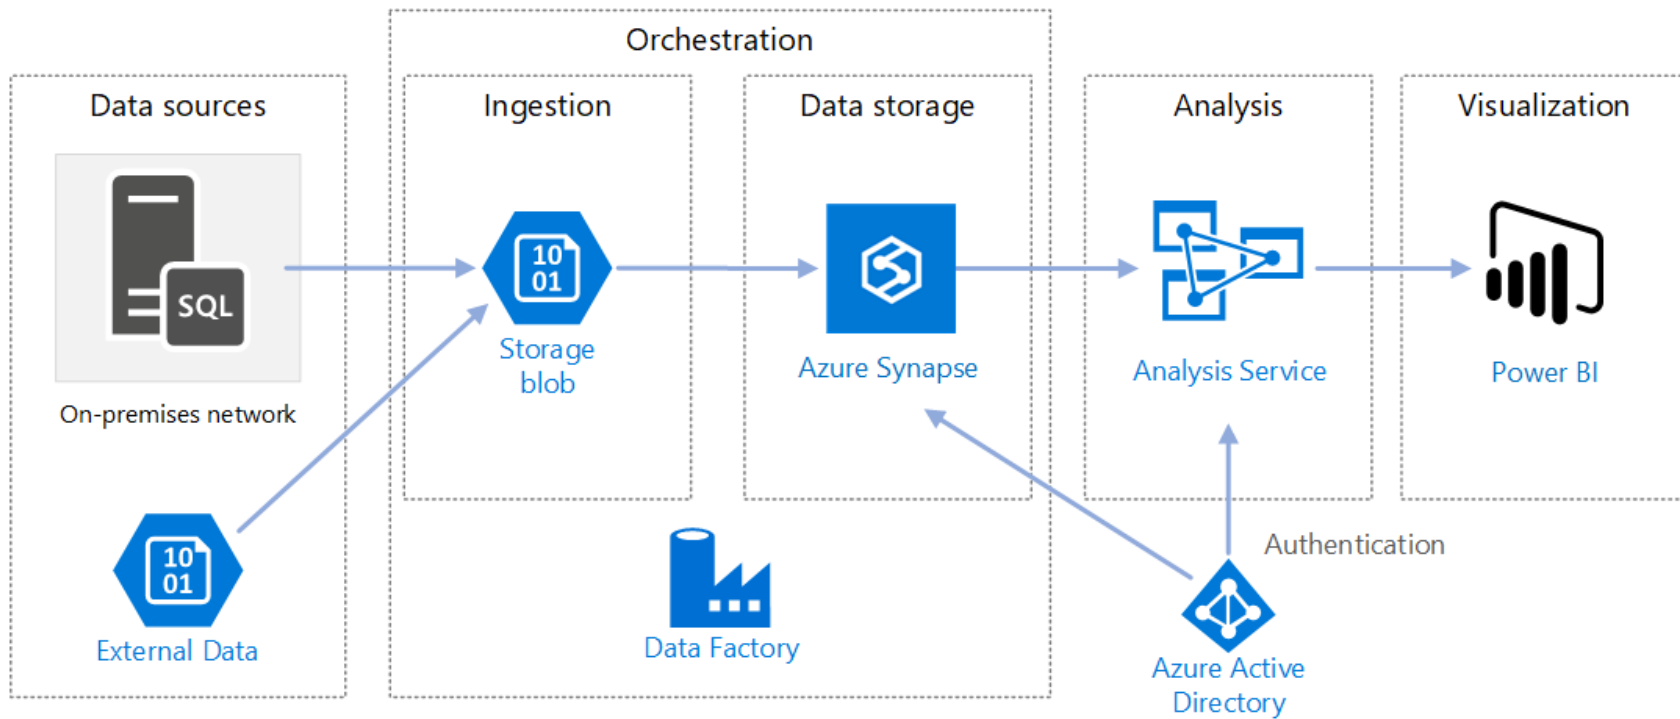 Orchestration
Data sources
Ingestion
Data storage
Analysis
Visualization
SQL
10
01
Storage
blob
Azure Synapse
Analysis Service
Power BI
On-premises network
10
01
External Data
Data Factory
Authentication
Azure Active
Directory